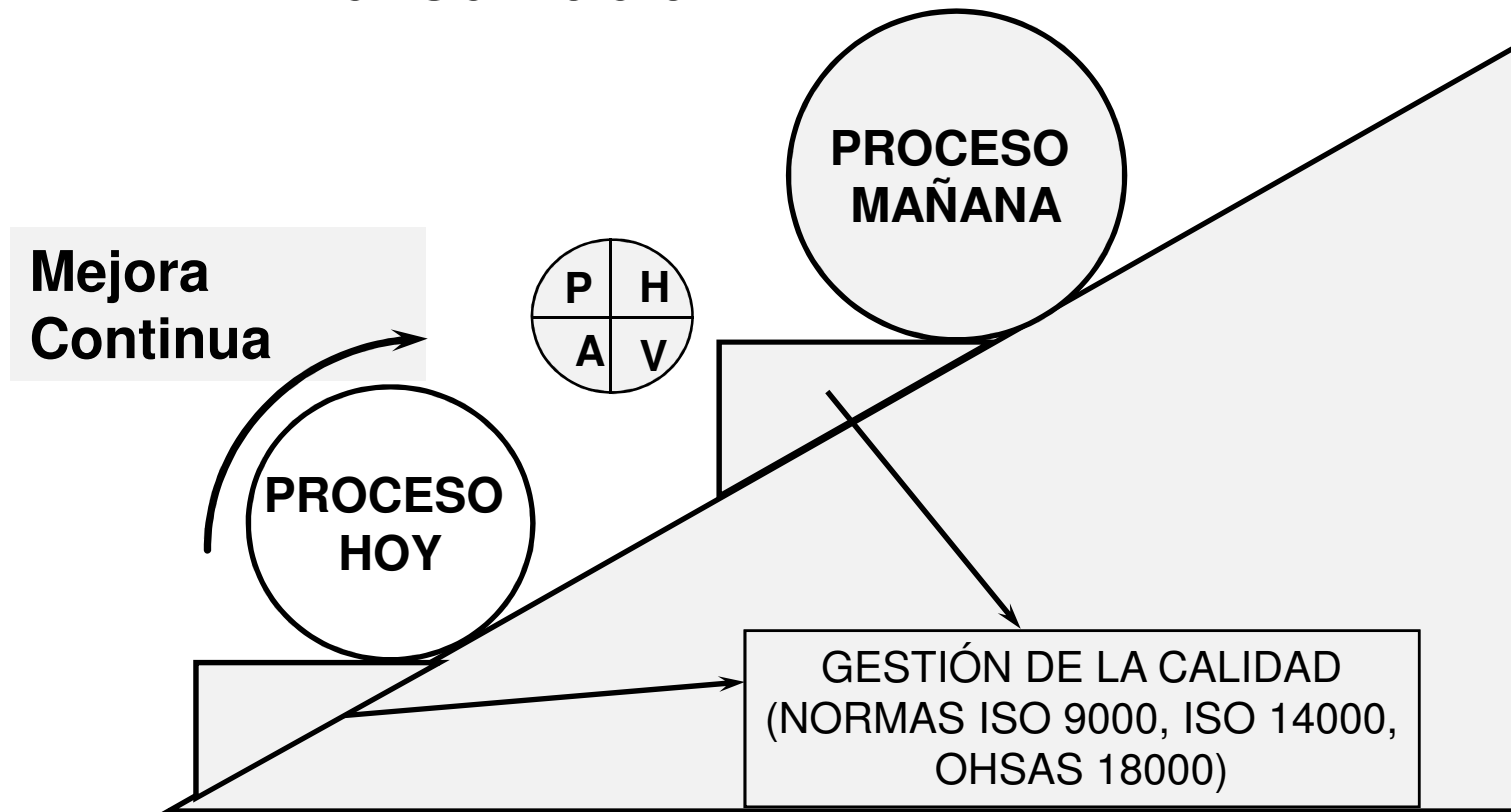 PROCESO
MAÑANA
Mejora
Continua
P H
A V
PROCESO
HOY
GESTIÓN DE LA CALIDAD
(NORMAS ISO 9000, ISO 14000,
OHSAS 18000)